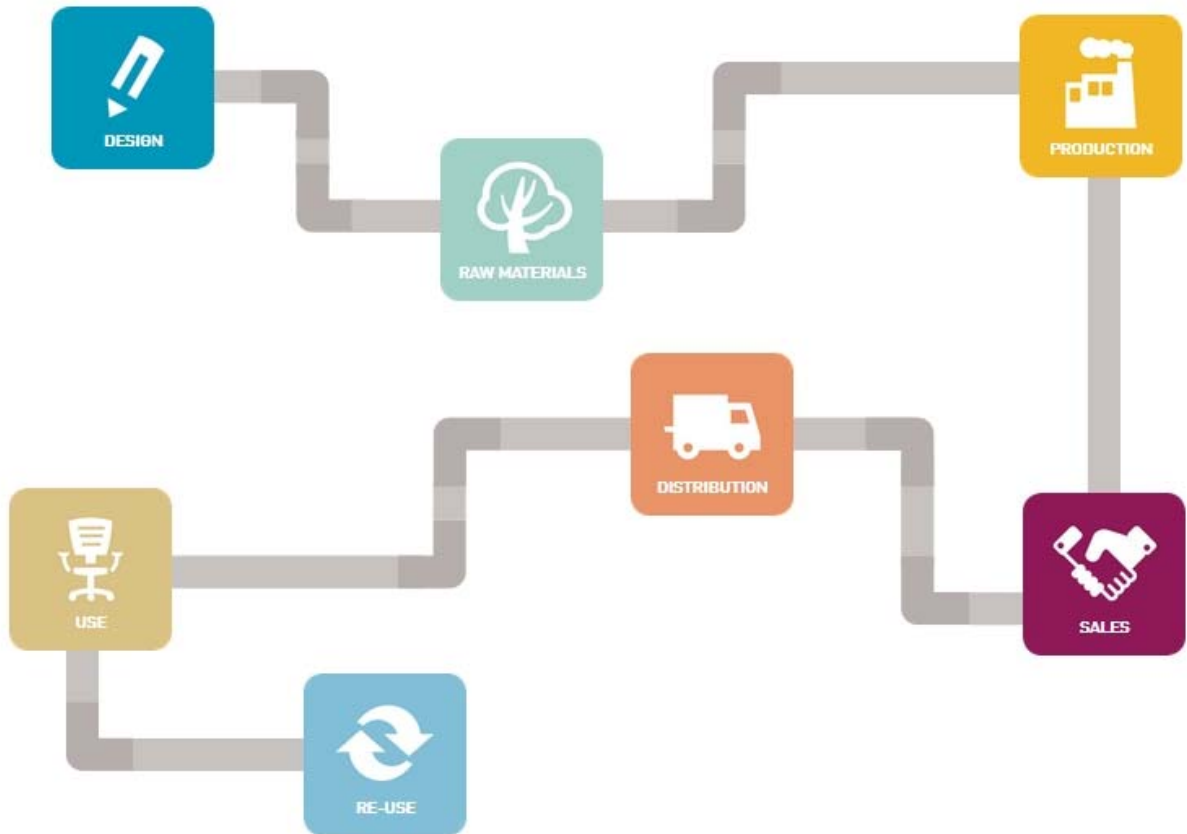 DESIGN
RAW MATERIALS
PRODUCTION
SALES
DISTRIBUTION
USE
RE-USE